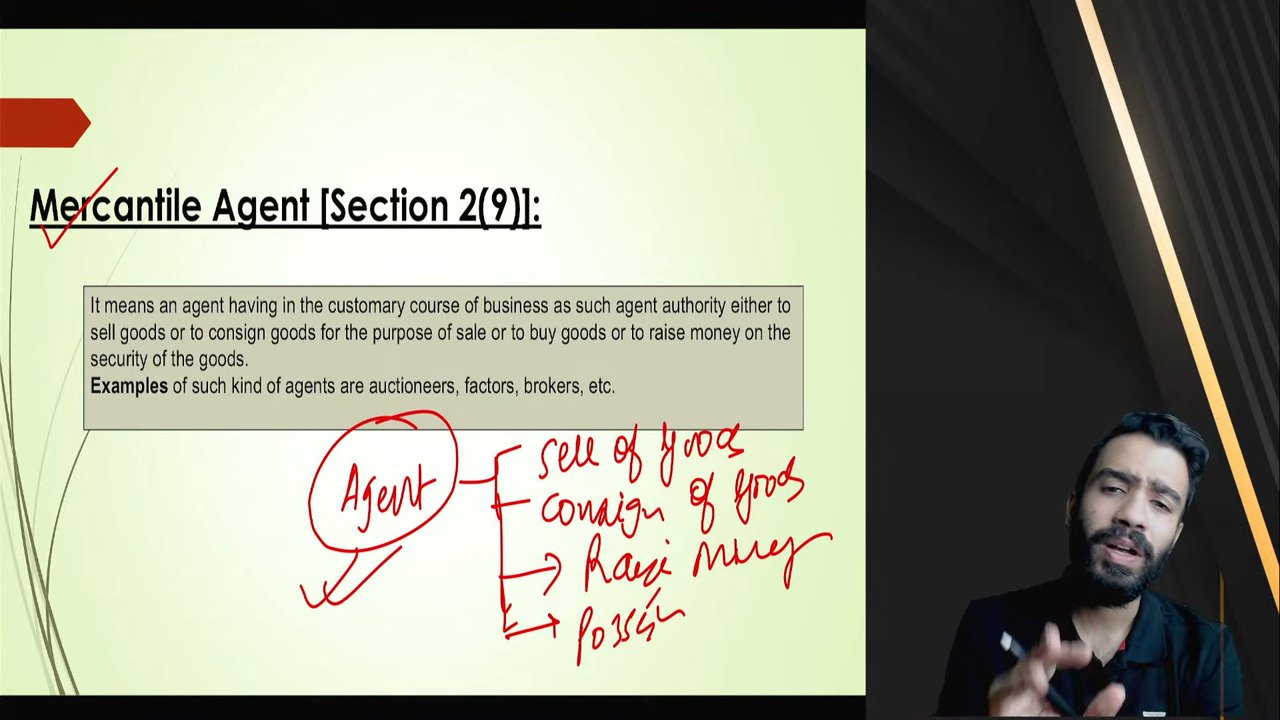 Mercantile Agent [Section 2(9)]:
It means an agent having in the customary course of business as such agent authority either to
sell goods or to consign goods for the purpose of sale or to buy goods or to raise money on the
security of the goods.
Examples of such kind of agents are auctioneers, factors, brokers, etc.
Agent
Sell of goods
Consign of goods
Raise money